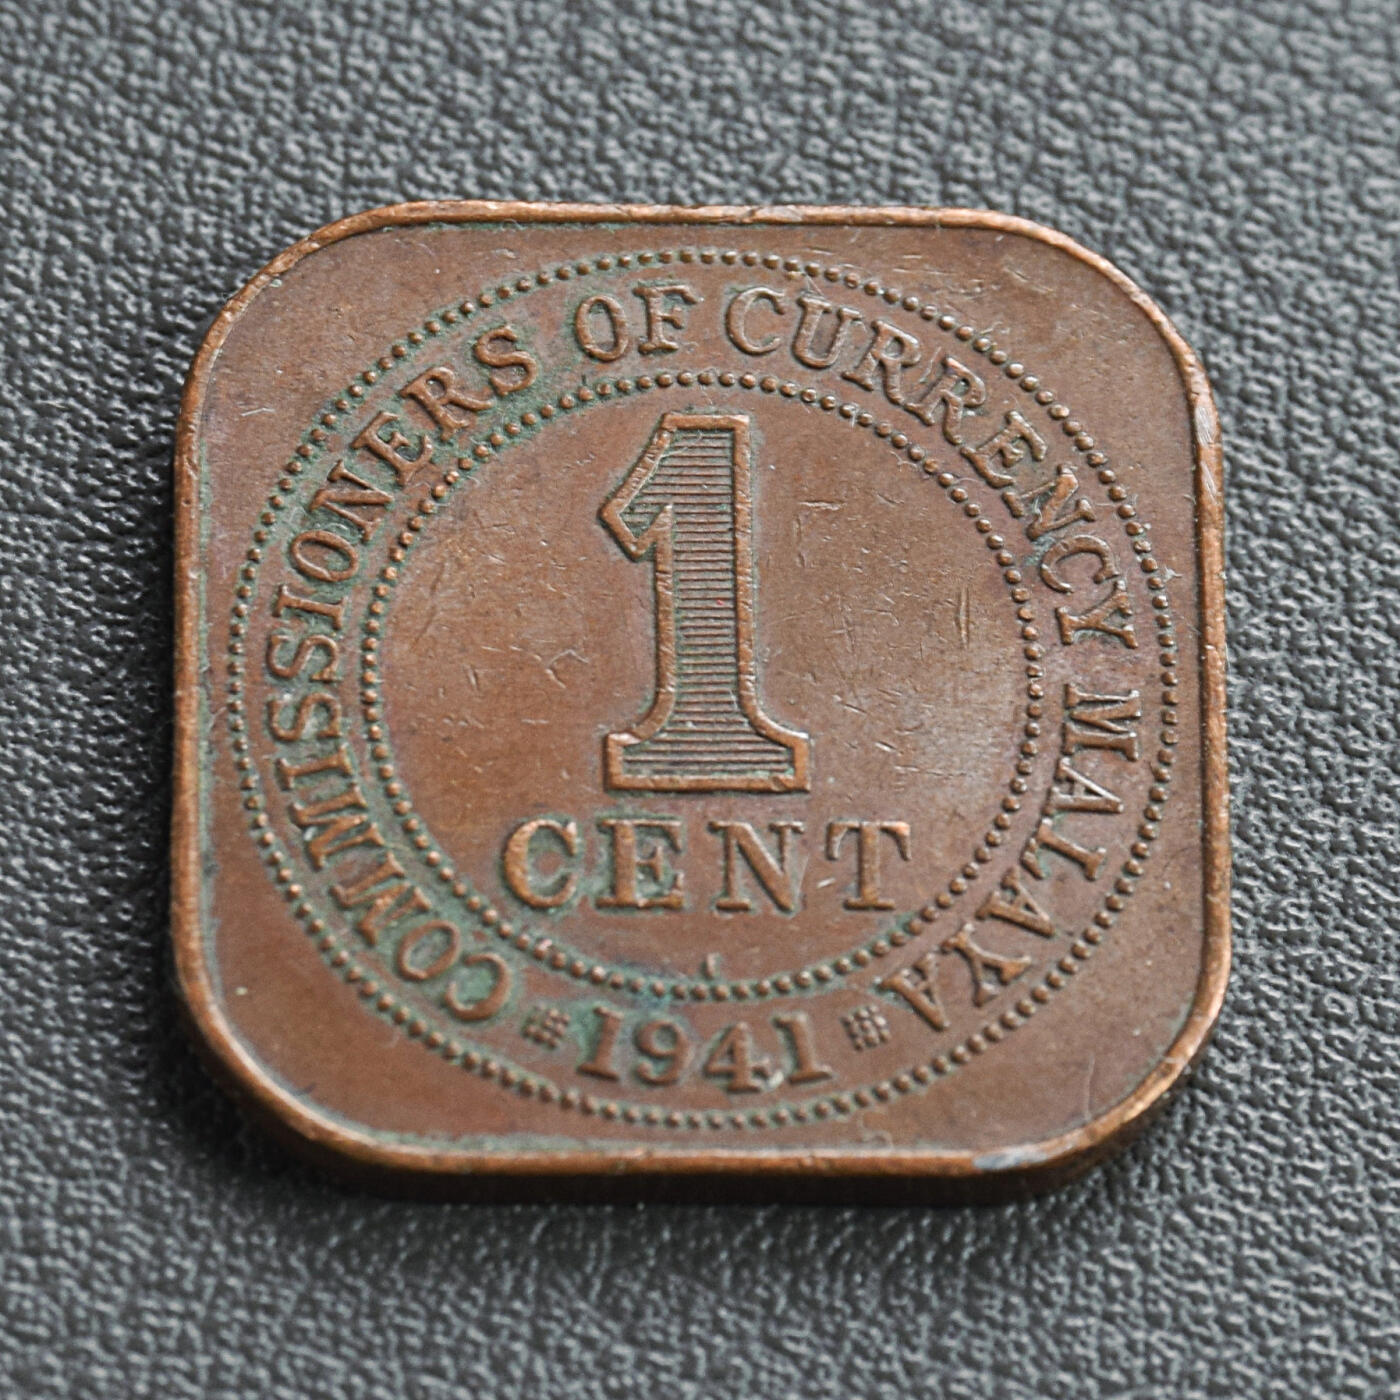 COMMISSIONERS OF CURRENCY MALAYA
1
CENT
1941